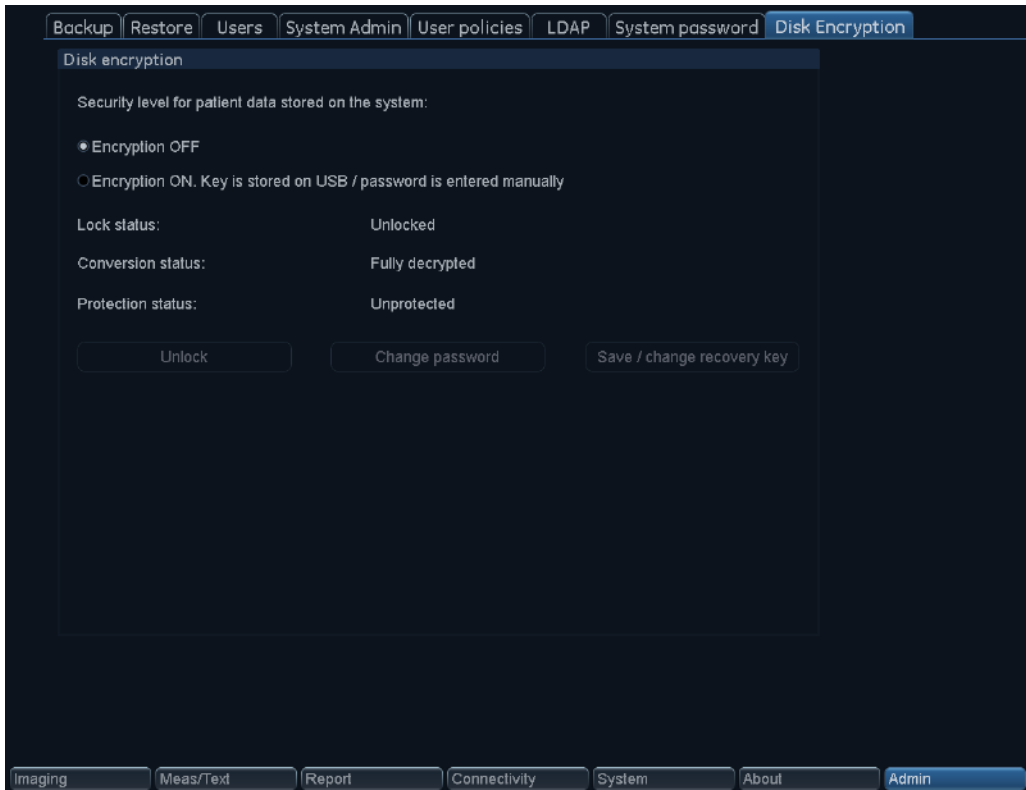 Backup Restore Users System Admin User policies LDAP System password Disk Encryption
Disk encryption
Security level for patient data stored on the system:
Encryption OFF
Encryption ON. Key is stored on USB / password is entered manually
Lock status: Unlocked
Conversion status: Fully decrypted
Protection status: Unprotected
Unlock Change password Save / change recovery key
Imaging Meas/Text Report Connectivity System About Admin